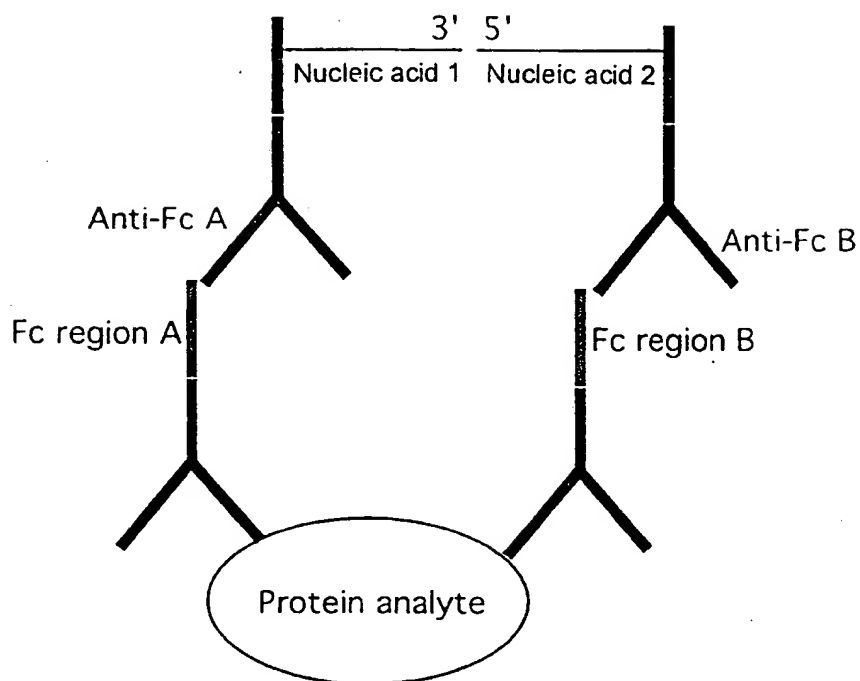 3' 5'
Nucleic acid 1 Nucleic acid 2
Anti-Fc A
Anti-Fc B
Fc region A
Fc region B
Protein analyte